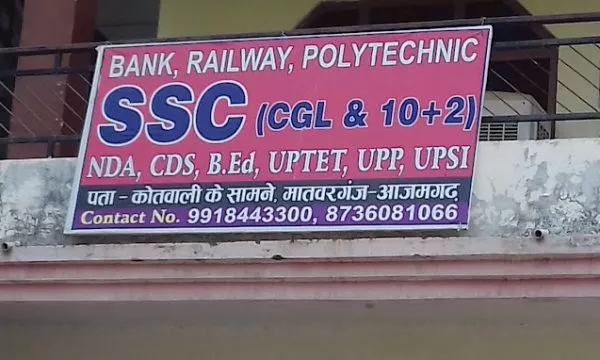 BANK, RAILWAY, POLYTECHNIC
SSC (CGL & 10+2)
NDA, CDS, B.Ed, UPTET, UPP, UPSI
पता - कोतवाली के सामने, मातवरगंज-आजमगढ़
Contact No. 9918443300, 8736081066